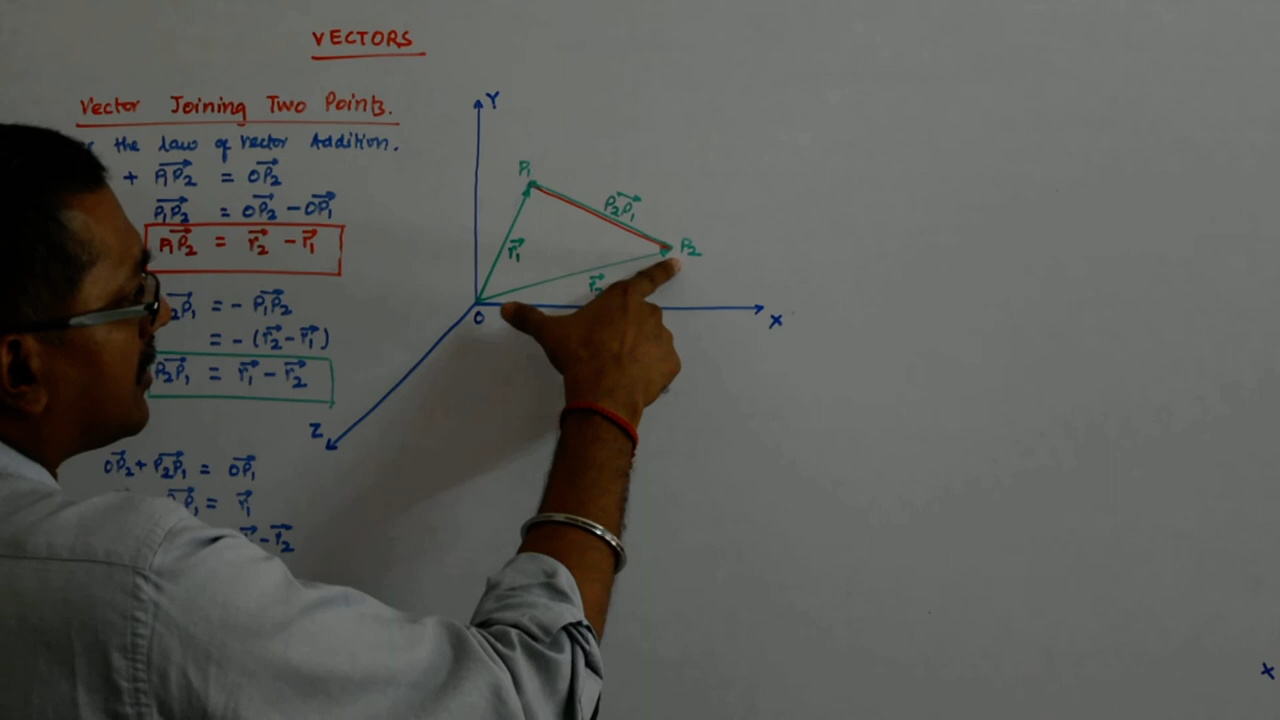 VECTORS
Vector Joining Two Points.
the law of Vector Addition.
+ P₁P₂⃗ = OP₂⃗
P₁P₂⃗ = OP₂⃗ - OP₁⃗
P₁P₂⃗ = r₂⃗ - r₁⃗
P₂P₁⃗ = - P₁P₂⃗
= - (r₂⃗ - r₁⃗)
P₂P₁⃗ = r₁⃗ - r₂⃗
OP₂⃗ + P₂P₁⃗ = OP₁⃗
P₁⃗ = r₁⃗
- r₂⃗
Y
P₁
P₂P₁⃗
P₂
r₁⃗
r₂⃗
O
X
Z
x